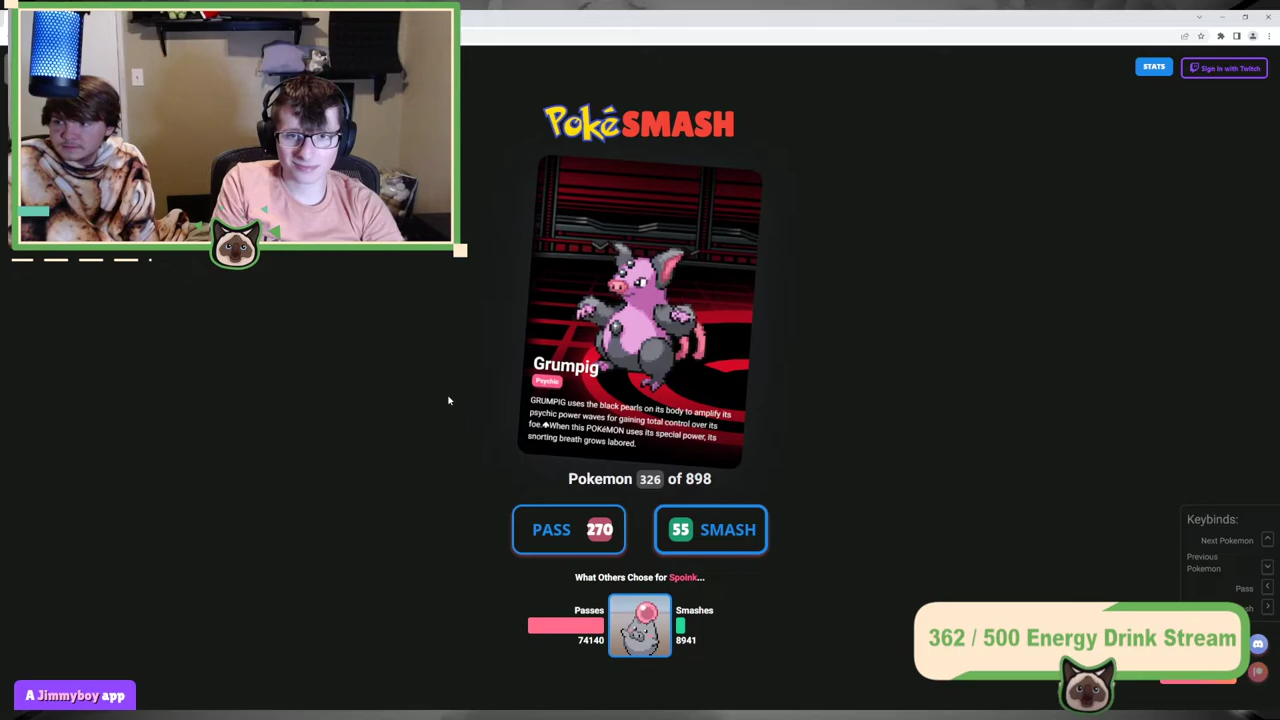 STATS
Sign in with Twitch
PokéSMASH
Grumpig
Psychic
GRUMPIG uses the black pearls on its body to amplify its
psychic power waves for gaining total control over its
foe.♠When this POKéMON uses its special power, its
snorting breath grows labored.
Pokemon 326 of 898
PASS 270
55 SMASH
What Others Chose for Spoink...
Passes
Smashes
74140
8941
Keybinds:
Next Pokemon
Previous
Pokemon
Pass
362 / 500 Energy Drink Stream
A Jimmyboy app